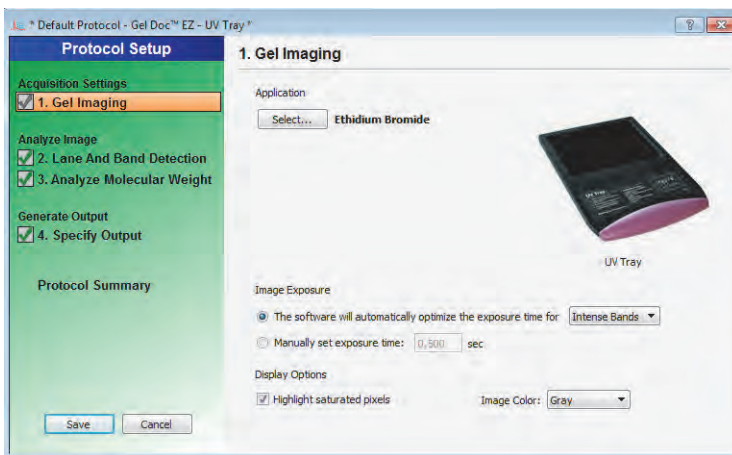 * Default Protocol - Gel Doc™ EZ - UV Tray *
Protocol Setup
Acquisition Settings
1. Gel Imaging
Analyze Image
2. Lane And Band Detection
3. Analyze Molecular Weight
Generate Output
4. Specify Output
Protocol Summary
Save
Cancel
1. Gel Imaging
Application
Select... Ethidium Bromide
UV Tray
UV Tray
Image Exposure
The software will automatically optimize the exposure time for Intense Bands
Manually set exposure time: 0.500 sec
Display Options
Highlight saturated pixels Image Color: Gray